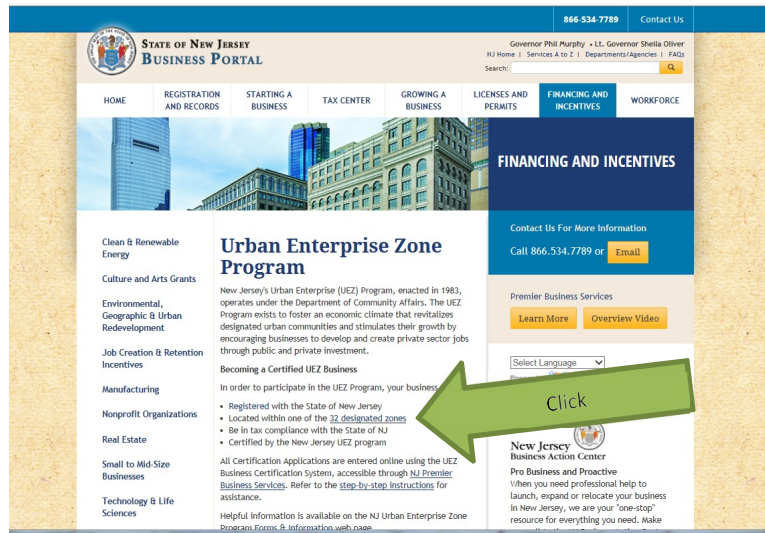 866-534-7789 Contact Us
STATE OF NEW JERSEY
BUSINESS PORTAL
Governor Phil Murphy • Lt. Governor Sheila Oliver
NJ Home | Services A to Z | Departments/Agencies | FAQs
Search:
HOME
REGISTRATION
AND RECORDS
STARTING A
BUSINESS
TAX CENTER
GROWING A
BUSINESS
LICENSES AND
PERMITS
FINANCING AND
INCENTIVES
WORKFORCE
FINANCING AND INCENTIVES
Clean & Renewable
Energy
Culture and Arts Grants
Environmental,
Geographic & Urban
Redevelopment
Job Creation & Retention
Incentives
Manufacturing
Nonprofit Organizations
Real Estate
Small to Mid-Size
Businesses
Technology & Life
Sciences
Urban Enterprise Zone
Program
New Jersey's Urban Enterprise (UEZ) Program, enacted in 1983,
operates under the Department of Community Affairs. The UEZ
Program exists to foster an economic climate that revitalizes
designated urban communities and stimulates their growth by
encouraging businesses to develop and create private sector jobs
through public and private investment.
Becoming a Certified UEZ Business
In order to participate in the UEZ Program, your business
• Registered with the State of New Jersey
• Located within one of the 32 designated zones
• Be in tax compliance with the State of NJ
• Certified by the New Jersey UEZ program
All Certification Applications are entered online using the UEZ
Business Certification System, accessible through NJ Premier
Business Services. Refer to the step-by-step instructions for
assistance.
Helpful information is available on the NJ Urban Enterprise Zone
Program Forms & Information web page
Contact Us For More Information
Call 866.534.7789 or Email
Premier Business Services
Learn More Overview Video
Select Language
Click
New Jersey
Business Action Center
Pro Business and Proactive
When you need professional help to
launch, expand or relocate your business
in New Jersey, we are your "one-stop"
resource for everything you need. Make